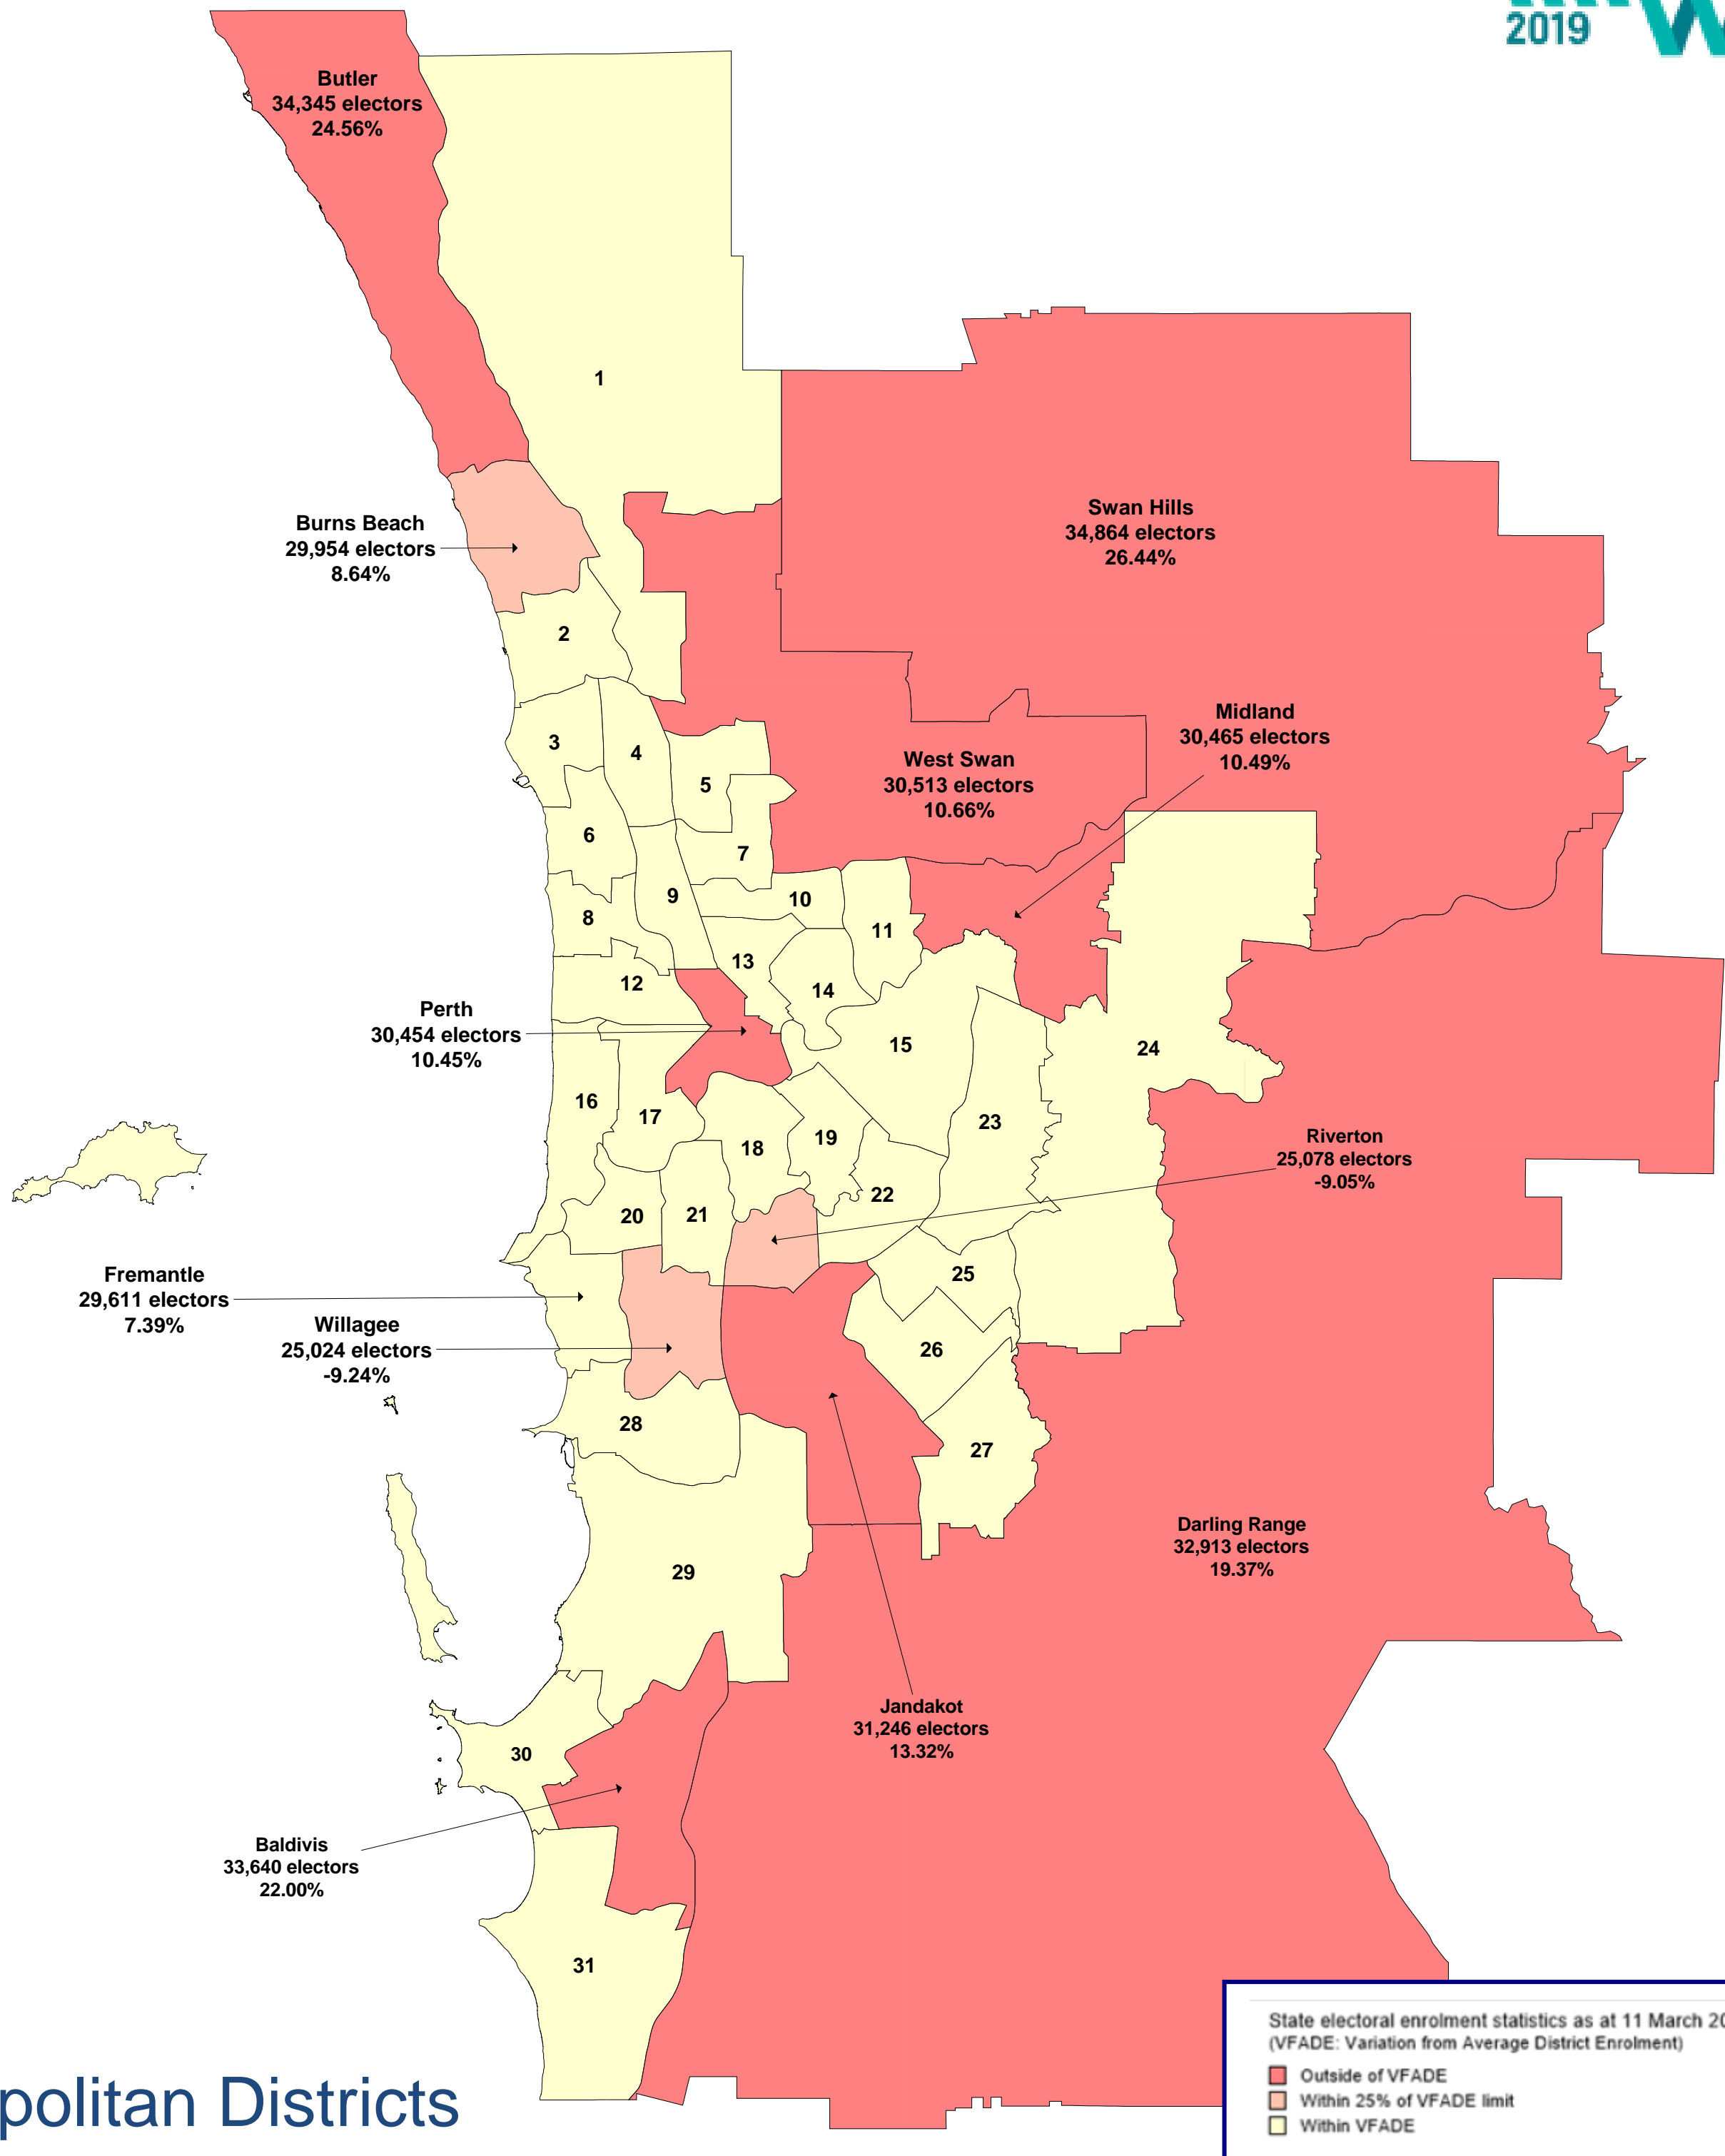 2019
Butler
34,345 electors
24.56%
1
Burns Beach
29,954 electors
8.64%
Swan Hills
34,864 electors
26.44%
2
Midland
30,465 electors
10.49%
3
4
5
West Swan
30,513 electors
10.66%
6
7
8
9
10
11
12
13
14
Perth
30,454 electors
10.45%
15
24
16
17
18
19
23
Riverton
25,078 electors
-9.05%
20
21
22
Fremantle
29,611 electors
7.39%
25
Willagee
25,024 electors
-9.24%
26
28
27
29
Darling Range
32,913 electors
19.37%
Jandakot
31,246 electors
13.32%
30
Baldivis
33,640 electors
22.00%
31
State electoral enrolment statistics as at 11 March 20
(VFADE: Variation from Average District Enrolment)
Outside of VFADE
Within 25% of VFADE limit
Within VFADE
politan Districts